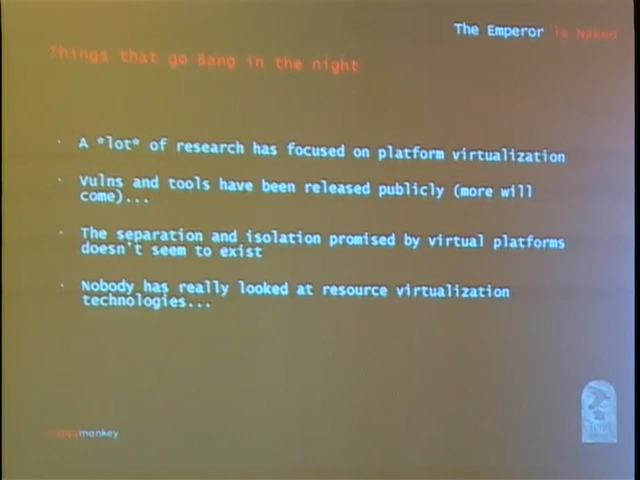 The Emperor is Naked
Things that go Bang in the night
· A *lot* of research has focused on platform virtualization
· Vulns and tools have been released publicly (more will
come)...
· The separation and isolation promised by virtual platforms
doesn't seem to exist
· Nobody has really looked at resource virtualization
technologies...
monkey